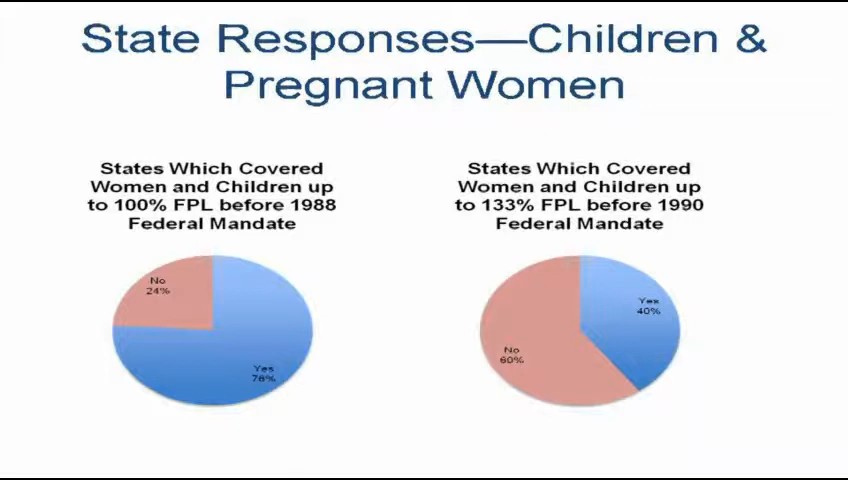 State Responses—Children &
Pregnant Women
States Which Covered
Women and Children up
to 100% FPL before 1988
Federal Mandate
No
24%
Yes
76%
States Which Covered
Women and Children up
to 133% FPL before 1990
Federal Mandate
Yes
40%
No
60%